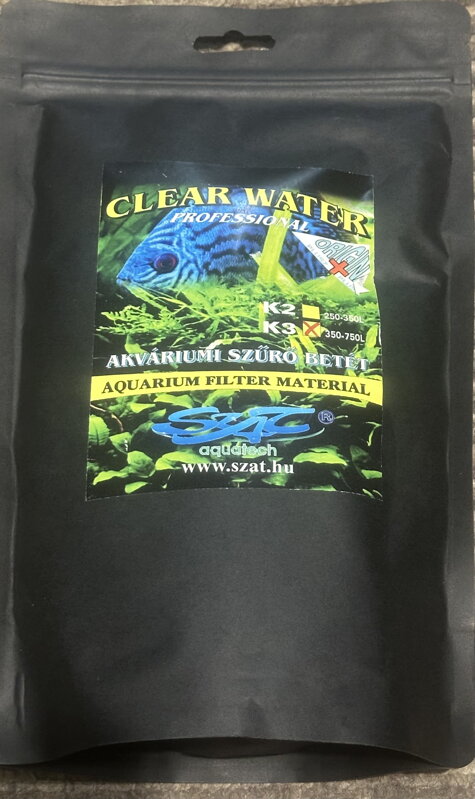 CLEAR WATER
PROFESSIONAL
ORIGIN
K2 250-350L
K3 350-750L
AKVÁRIUMI SZŰRŐ BETÉT
AQUARIUM FILTER MATERIAL
SZAT ®
aquatech
www.szat.hu